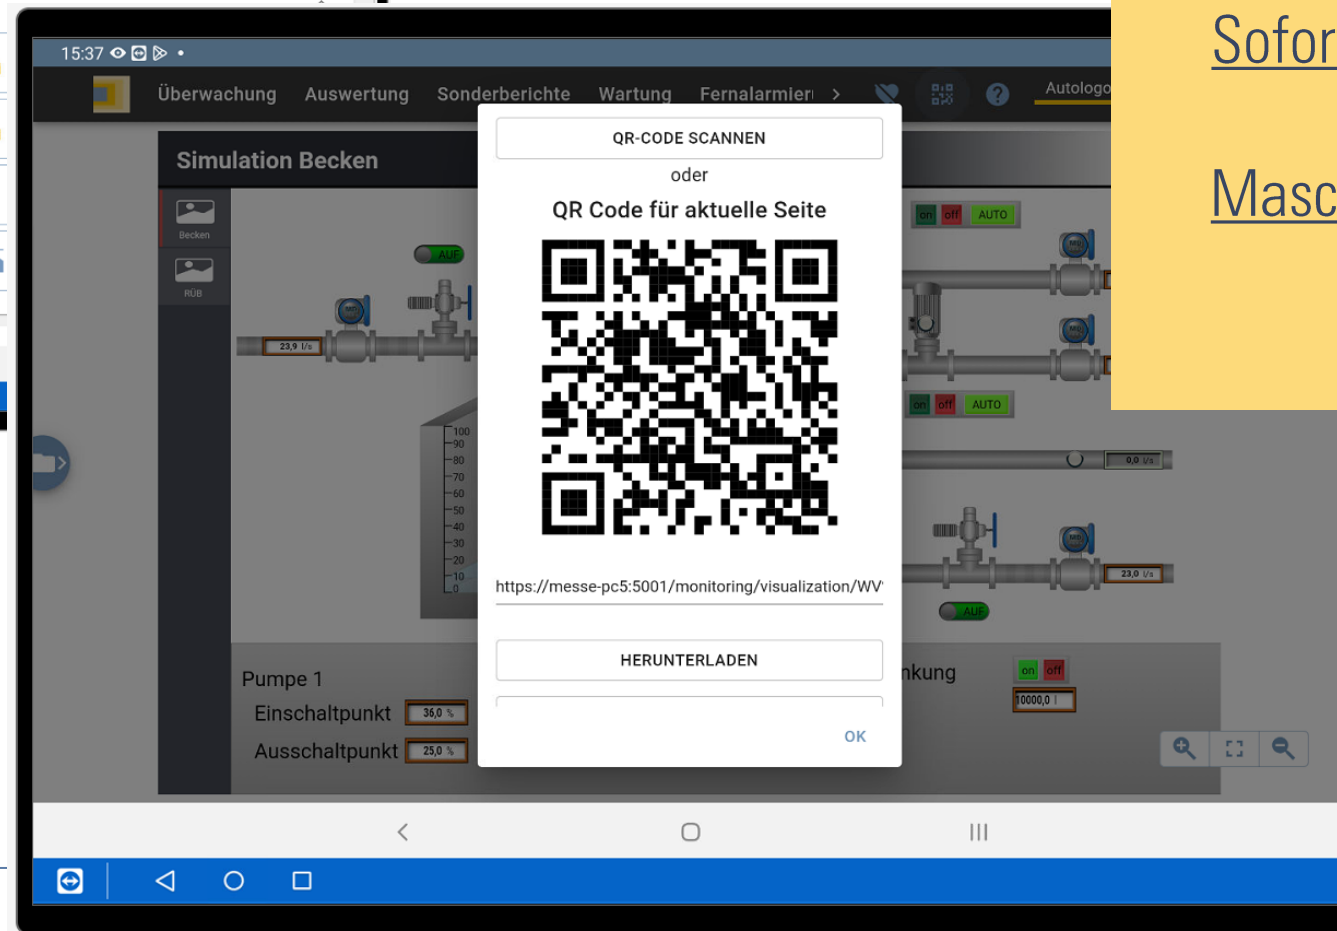 Sofor
Masc
15:37
Überwachung Auswertung Sonderberichte Wartung Fernalarmier
Autologo
Simulation Becken
Becken
RÜB
QR-CODE SCANNEN
oder
QR Code für aktuelle Seite
https://messe-pc5:5001/monitoring/visualization/WV
HERUNTERLADEN
OK
AUF
23,9 l/s
100
90
80
70
60
50
40
30
20
10
0
on off AUTO
on off AUTO
0,0 l/s
23,0 l/s
AUF
Pumpe 1
Einschaltpunkt 36,0 %
Ausschaltpunkt 25,0 %
nkung
on off
10000,0 l